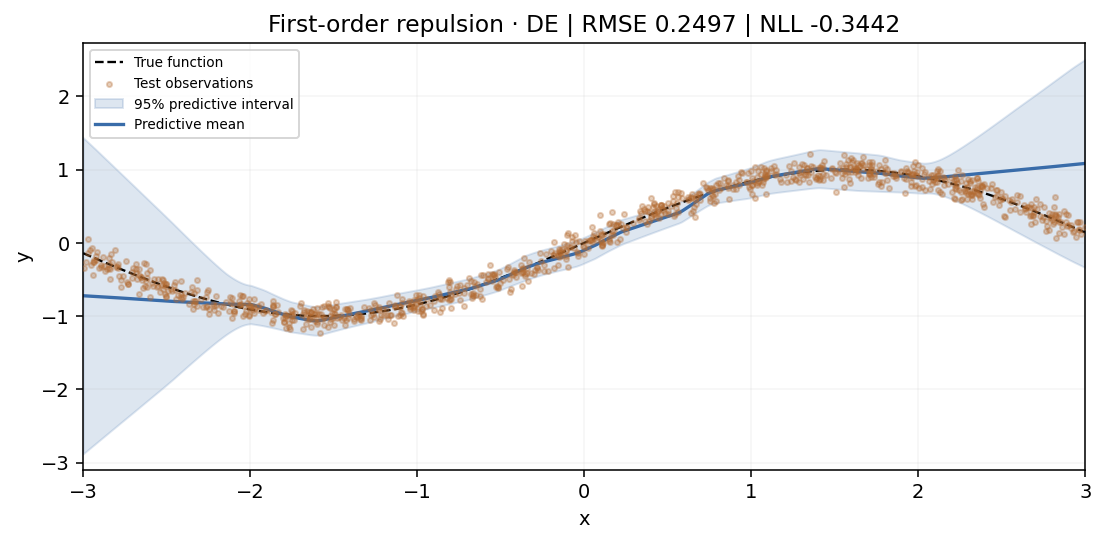 First-order repulsion · DE | RMSE 0.2497 | NLL -0.3442
True function
Test observations
95% predictive interval
Predictive mean
y
2
1
0
−1
−2
−3
−3
−2
−1
0
1
2
3
x